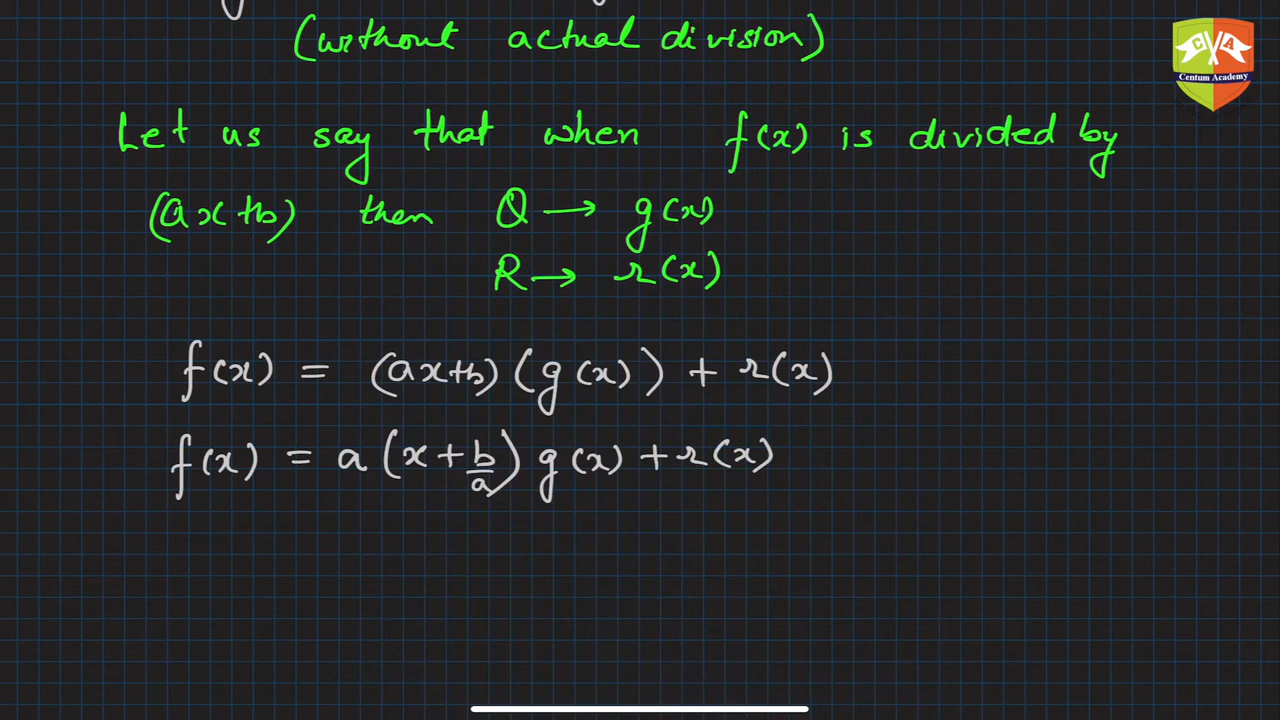 (without actual division)
C A
Centum Academy
Let us say that when f(x) is divided by
(ax+b) then Q → g(x)
R → r(x)
f(x) = (ax+b)(g(x)) + r(x)
f(x) = a(x+b/a)g(x)+r(x)